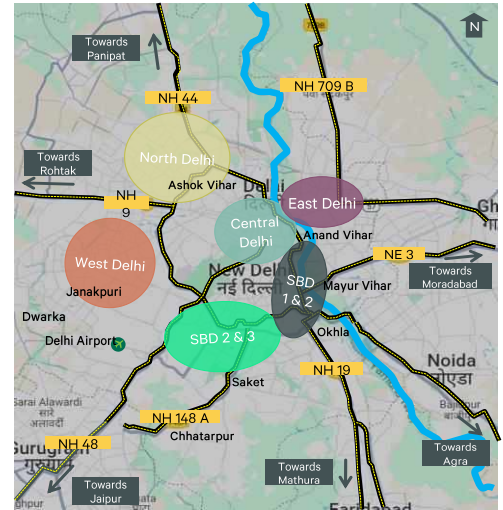 N
Towards
Panipat
NH 709 B
NH 44
North Delhi
Towards
Rohtak
Ashok Vihar
Delhi
NH
9
East Delhi
Central
Delhi
Anand Vihar
West Delhi
NE 3
New Delhi
नई दिल्ली
SBD
1 & 2
Towards
Moradabad
Janakpuri
Mayur Vihar
Dwarka
Okhla
Delhi Airport
SBD 2 & 3
Noida
नोएडा
NH 19
Saket
NH 148 A
Chhatarpur
NH 48
Gurugram
गुरुग्राम
Towards
Agra
Towards
Mathura
Towards
Jaipur
Faridabad